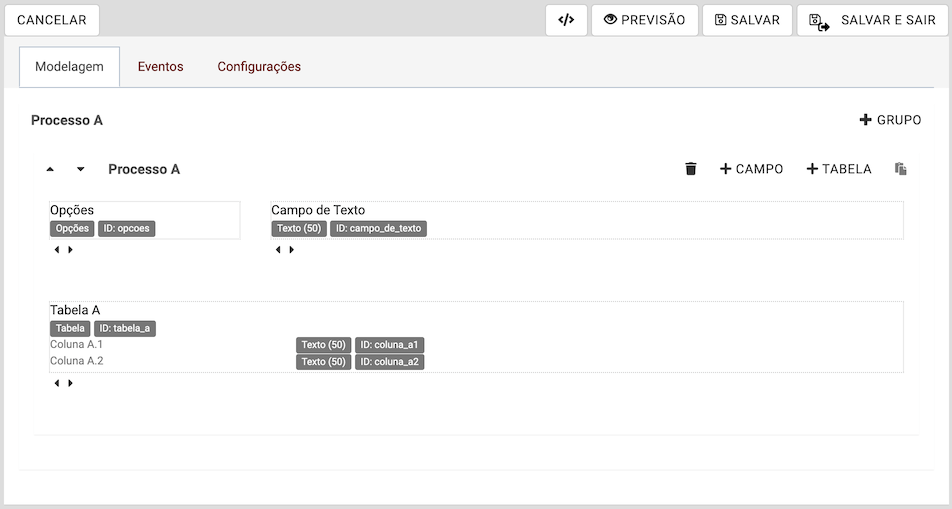 CANCELAR
</> PREVISÃO SALVAR SALVAR E SAIR
Modelagem Eventos Configurações
Processo A GRUPO
Processo A CAMPO TABELA
Opções Campo de Texto
Opções ID: opcoes Texto (50) ID: campo_de_texto
Tabela A
Tabela ID: tabela_a
Coluna A.1 Texto (50) ID: coluna_a1
Coluna A.2 Texto (50) ID: coluna_a2